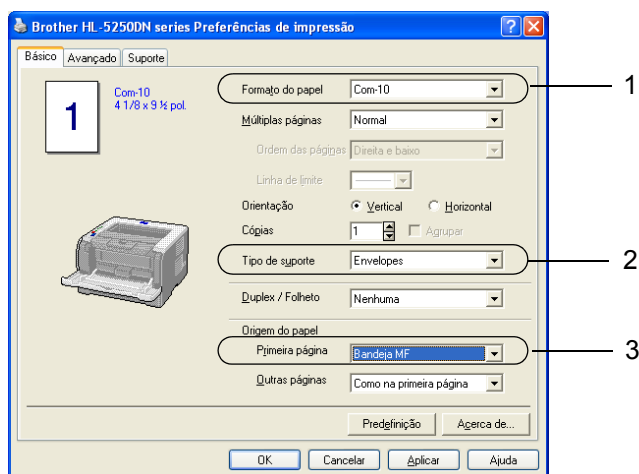 Brother HL-5250DN series Preferências de impressão
Básico Avançado Suporte
1
Com-10
4 1/8 x 9 ½ pol.
Formato do papel Com-10 1
Múltiplas páginas Normal
Ordem das páginas Direita e baixo
Linha de limite
Orientação Vertical Horizontal
Cópias 1 Agrupar
Tipo de suporte Envelopes 2
Duplex / Folheto Nenhuma
Origem do papel
Primeira página Bandeja MF 3
Outras páginas Como na primeira página
Predefinição Acerca de...
OK Cancelar Aplicar Ajuda